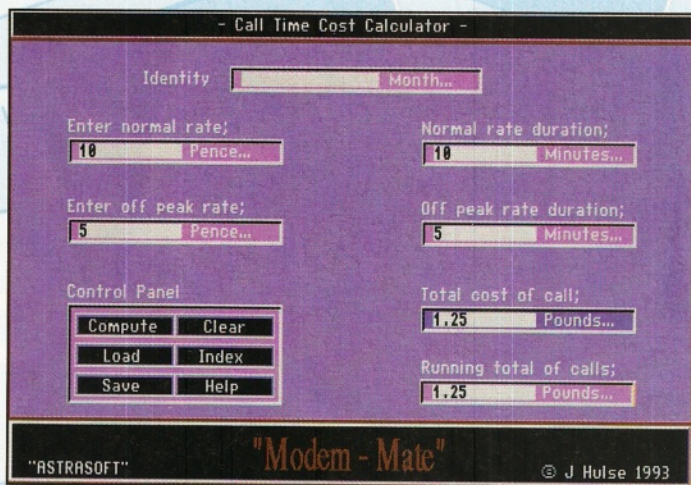 - Call Time Cost Calculator -
Identity Month...
Enter normal rate;
10 Pence...
Normal rate duration;
10 Minutes...
Enter off peak rate;
5 Pence...
Off peak rate duration;
5 Minutes...
Control Panel
Compute Clear
Load Index
Save Help
Total cost of call;
1.25 Pounds...
Running total of calls;
1.25 Pounds...
"ASTRASOFT"
"Modem - Mate"
© J Hulse 1993